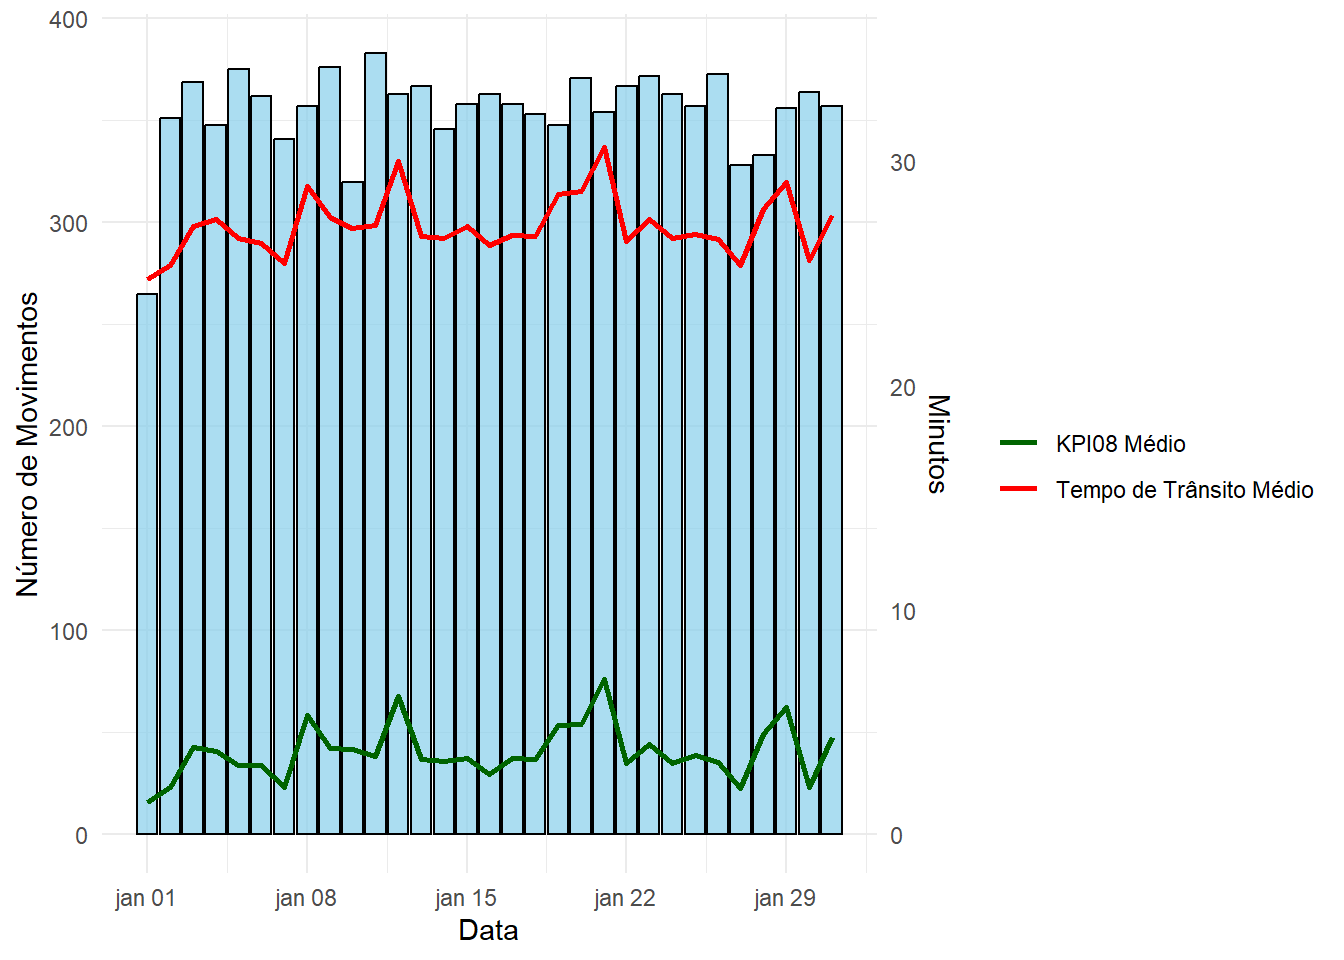 400
300
200
100
0
Número de Movimentos
30
20
10
0
Minutos
jan 01
jan 08
jan 15
jan 22
jan 29
Data
KPI08 Médio
Tempo de Trânsito Médio